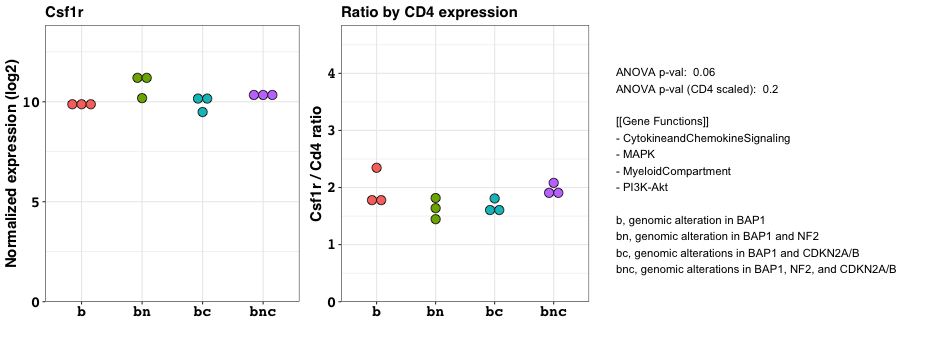 Csf1r
Normalized expression (log2)
10
5
0
b bn bc bnc
Ratio by CD4 expression
Csf1r / Cd4 ratio
4
3
2
1
0
b bn bc bnc
ANOVA p-val: 0.06
ANOVA p-val (CD4 scaled): 0.2
[[Gene Functions]]
- CytokineandChemokineSignaling
- MAPK
- MyeloidCompartment
- PI3K-Akt
b, genomic alteration in BAP1
bn, genomic alteration in BAP1 and NF2
bc, genomic alterations in BAP1 and CDKN2A/B
bnc, genomic alterations in BAP1, NF2, and CDKN2A/B